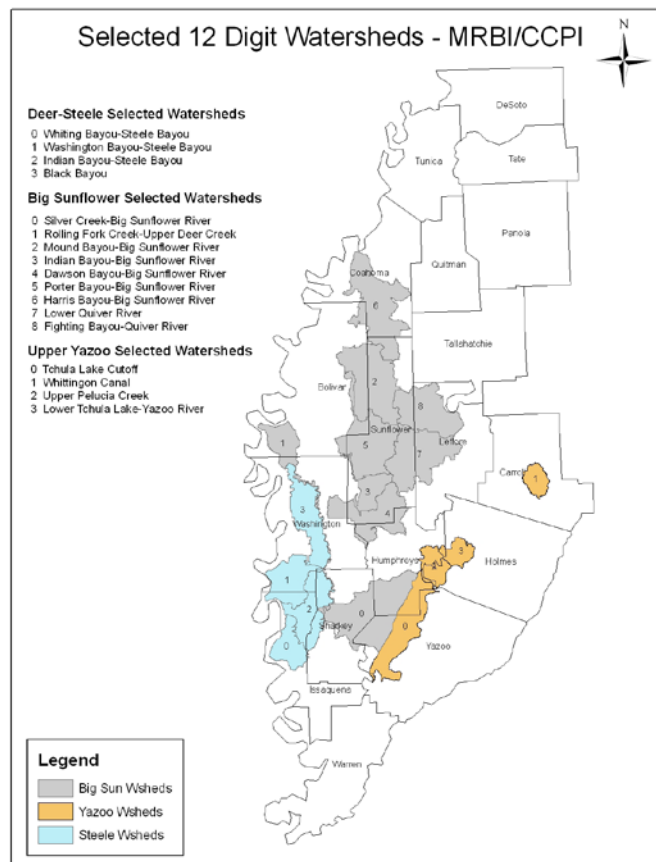 Selected 12 Digit Watersheds - MRBI/CCPI
N
Deer-Steele Selected Watersheds
0 Whiting Bayou-Steele Bayou
1 Washington Bayou-Steele Bayou
2 Indian Bayou-Steele Bayou
3 Black Bayou
Big Sunflower Selected Watersheds
0 Silver Creek-Big Sunflower River
1 Rolling Fork Creek-Upper Deer Creek
2 Mound Bayou-Big Sunflower River
3 Indian Bayou-Big Sunflower River
4 Dawson Bayou-Big Sunflower River
5 Porter Bayou-Big Sunflower River
6 Harris Bayou-Big Sunflower River
7 Lower Quiver River
8 Fighting Bayou-Quiver River
Upper Yazoo Selected Watersheds
0 Tchula Lake Cutoff
1 Whittington Canal
2 Upper Pelucia Creek
3 Lower Tchula Lake-Yazoo River
DeSoto
Tunica
Tate
Panola
Quitman
Coahoma
6
Tallahatchie
Bolivar
2
8
Sunflower
Leflore
1
5
7
Carroll
1
3
3
4
Washington
Humphreys
3
Holmes
1
2
0
Sharkey
0
0
Yazoo
Issaquena
Warren
Legend
Big Sun Wsheds
Yazoo Wsheds
Steele Wsheds